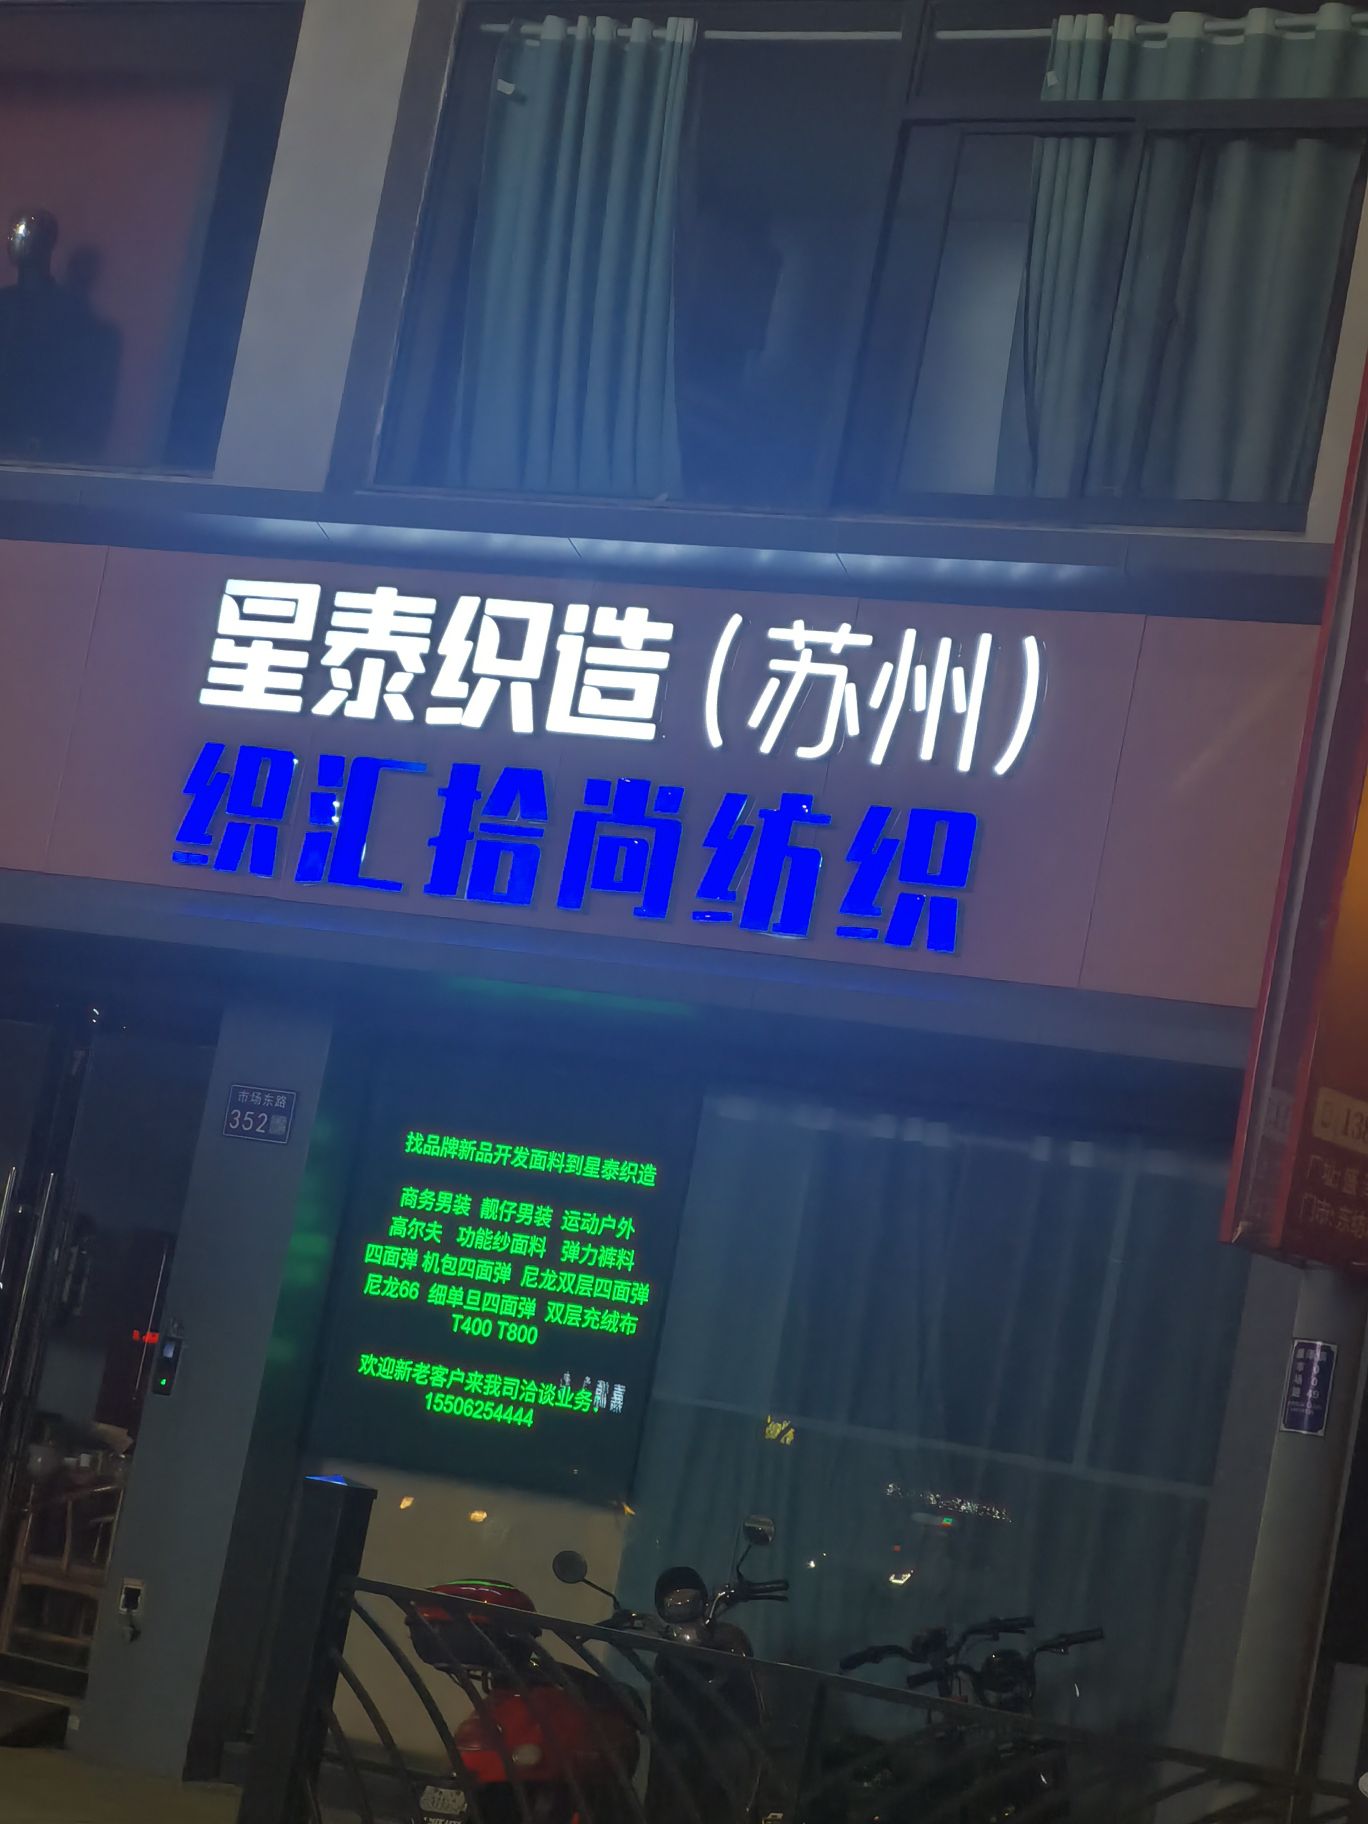 星泰织造(苏州)
织汇拾尚纺织
市场东路
352
找品牌新品开发面料到星泰织造
商务男装 靓仔男装 运动户外
高尔夫 功能纱面料 弹力裤料
四面弹 机包四面弹 尼龙双层四面弹
尼龙66 细单旦四面弹 双层充绒布
T400 T800
欢迎新老客户来我司洽谈业务!
15506254444